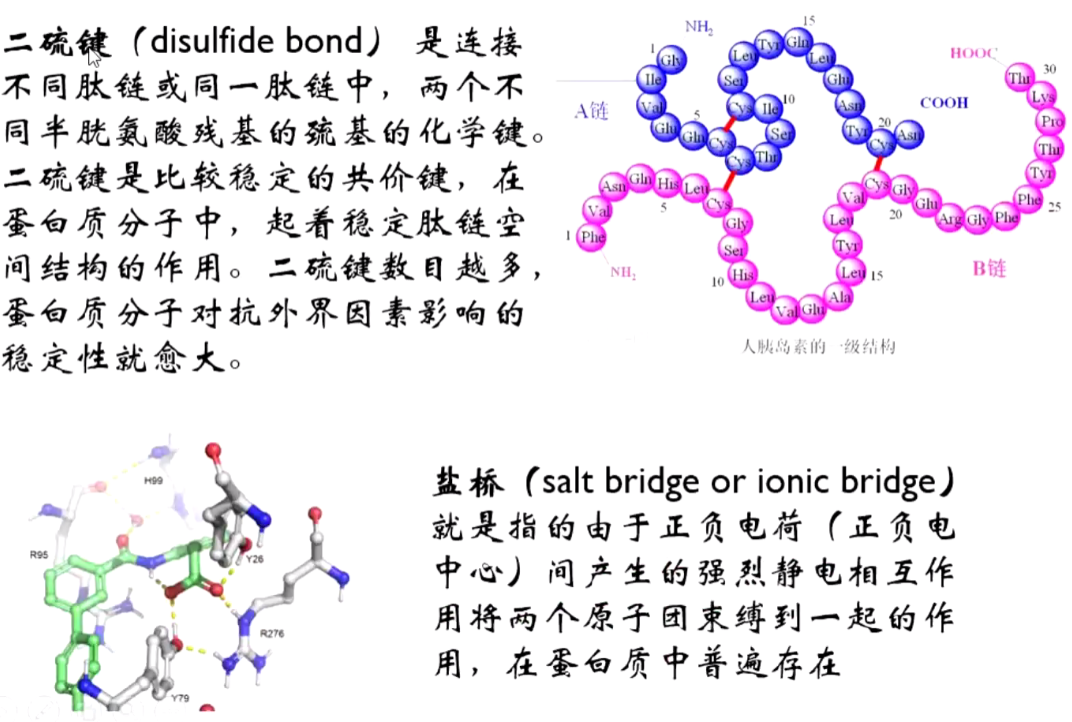 二硫键（disulfide bond） 是连接
不同肽链或同一肽链中，两个不
同半胱氨酸残基的巯基的化学键。
二硫键是比较稳定的共价键，在
蛋白质分子中，起着稳定肽链空
间结构的作用。二硫键数目越多，
蛋白质分子对抗外界因素影响的
稳定性就愈大。
NH2
A链
1
Gly
Ile
Val
Glu
5
Gln
Cys
Cys
Thr
Ser
Ile
10
Cys
Ser
Leu
Tyr
Gln
15
Leu
Glu
Asn
Tyr
20
Cys
Asn
COOH
1
Phe
NH2
Val
Asn
Gln
His
5
Leu
Cys
Gly
Ser
His
10
Leu
Val
Glu
Ala
Leu
15
Tyr
Leu
Val
Cys
Gly
20
Glu
Arg
Gly
Phe
Phe
25
Tyr
Thr
Pro
Lys
30
Thr
HOOC
B链
人胰岛素的一级结构
H99
R95
Y26
R276
Y79
盐桥（salt bridge or ionic bridge）
就是指的由于正负电荷（正负电
中心）间产生的强烈静电相互作
用将两个原子团束缚到一起的作
用，在蛋白质中普遍存在